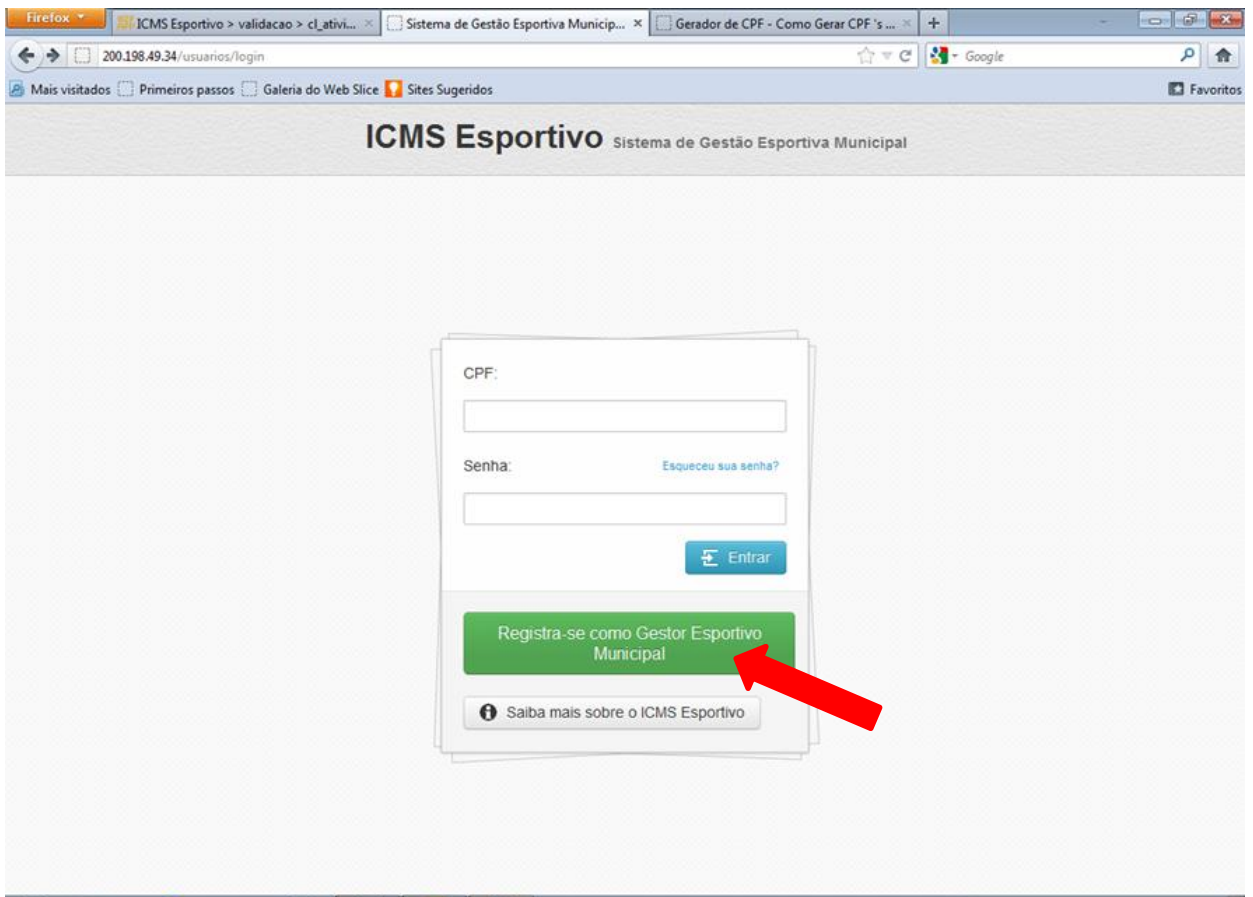 Firefox
ICMS Esportivo > validacao > cl_ativi...
Sistema de Gestão Esportiva Municip...
Gerador de CPF - Como Gerar CPF 's ...
200.198.49.34/usuarios/login
Google
Mais visitados
Primeiros passos
Galeria do Web Slice
Sites Sugeridos
Favoritos
ICMS Esportivo Sistema de Gestão Esportiva Municipal
CPF:
Senha:
Esqueceu sua senha?
Entrar
Registra-se como Gestor Esportivo
Municipal
Saiba mais sobre o ICMS Esportivo